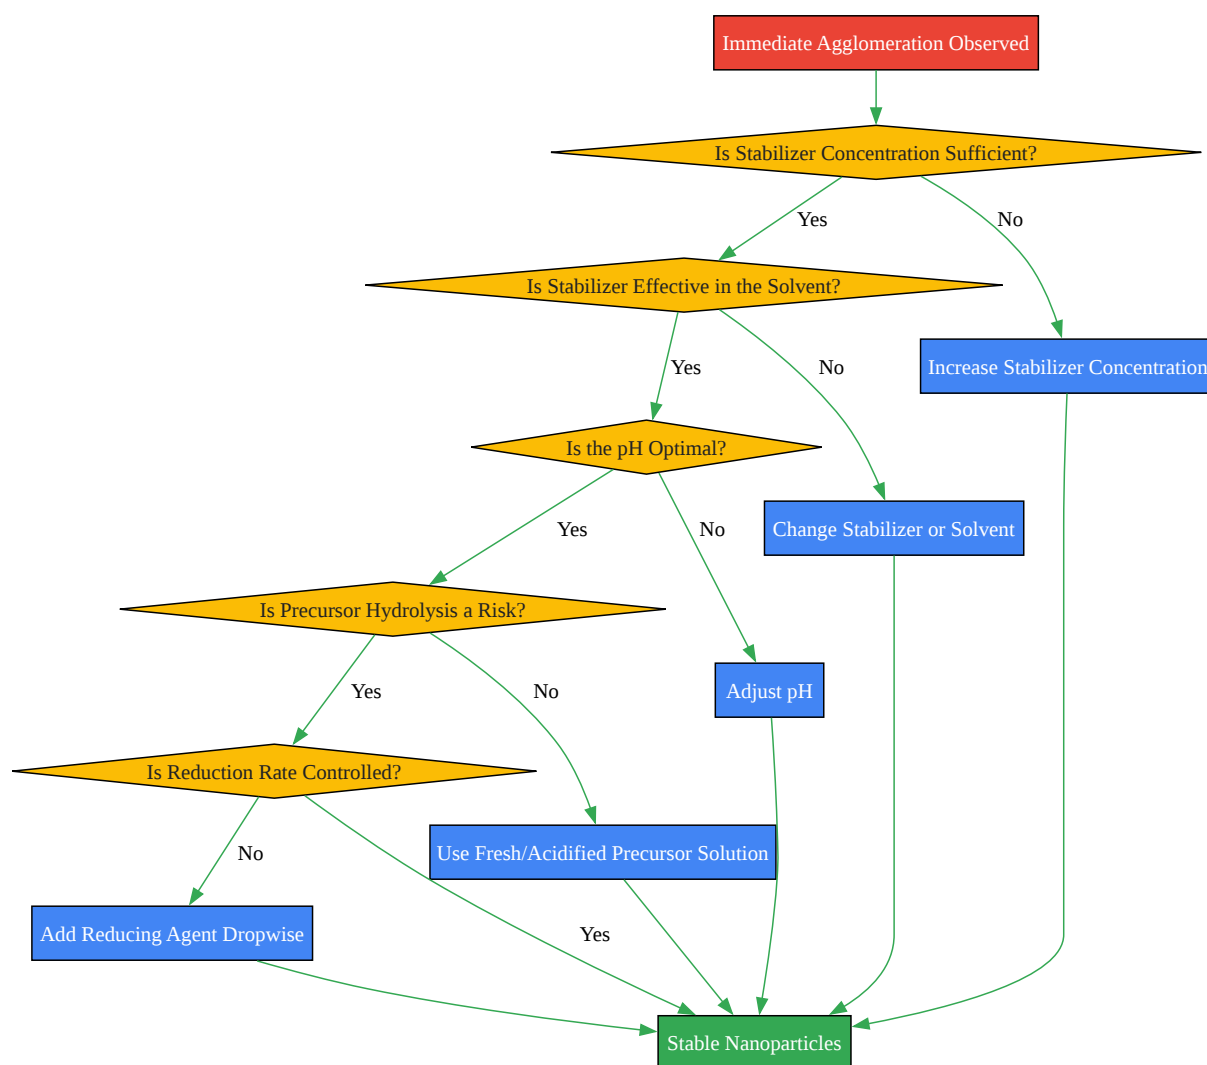 Immediate Agglomeration Observed
Is Stabilizer Concentration Sufficient?
Yes
No
Is Stabilizer Effective in the Solvent?
Yes
No
Increase Stabilizer Concentration
Is the pH Optimal?
Yes
No
Change Stabilizer or Solvent
Is Precursor Hydrolysis a Risk?
Yes
No
Adjust pH
Is Reduction Rate Controlled?
No
Use Fresh/Acidified Precursor Solution
Add Reducing Agent Dropwise
Yes
Stable Nanoparticles